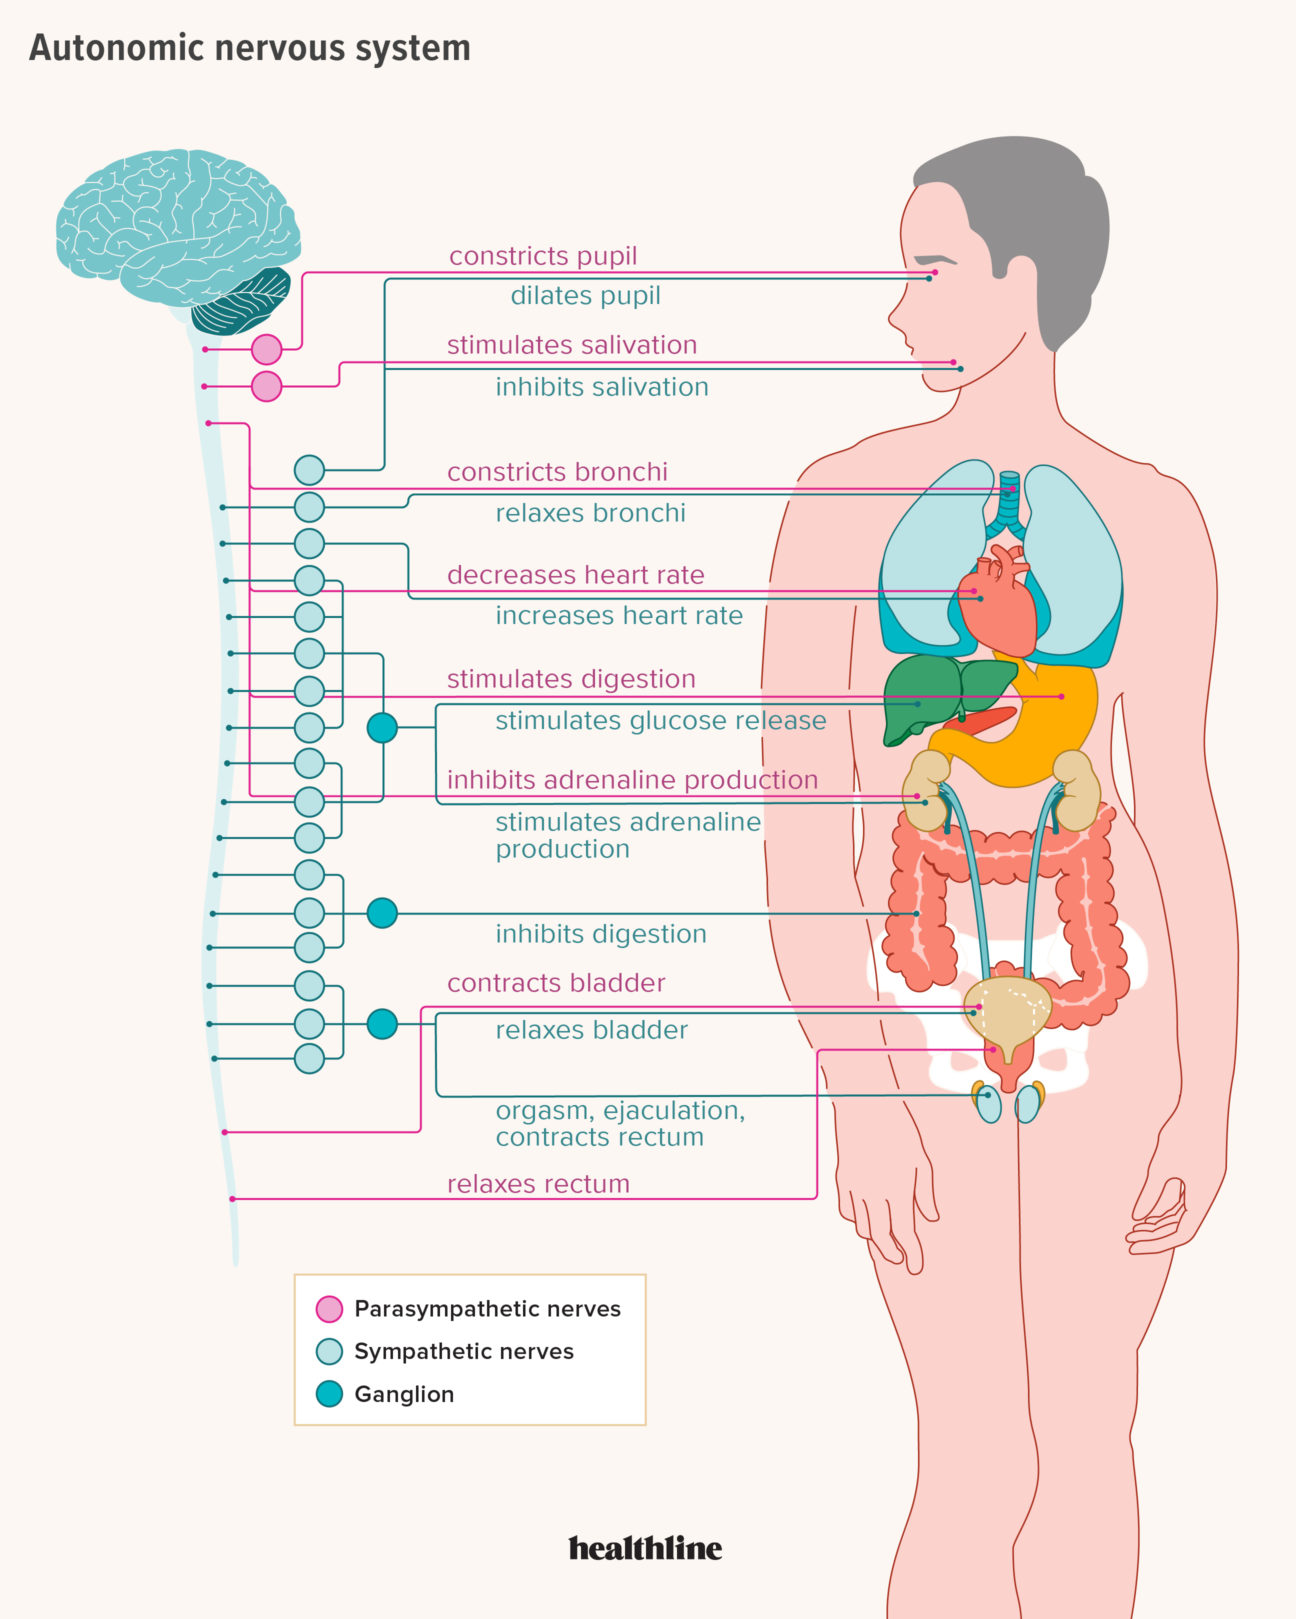 Autonomic nervous system
constricts pupil
dilates pupil
stimulates salivation
inhibits salivation
constricts bronchi
relaxes bronchi
decreases heart rate
increases heart rate
stimulates digestion
stimulates glucose release
inhibits adrenaline production
stimulates adrenaline
production
inhibits digestion
contracts bladder
relaxes bladder
orgasm, ejaculation,
contracts rectum
relaxes rectum
Parasympathetic nerves
Sympathetic nerves
Ganglion
healthline